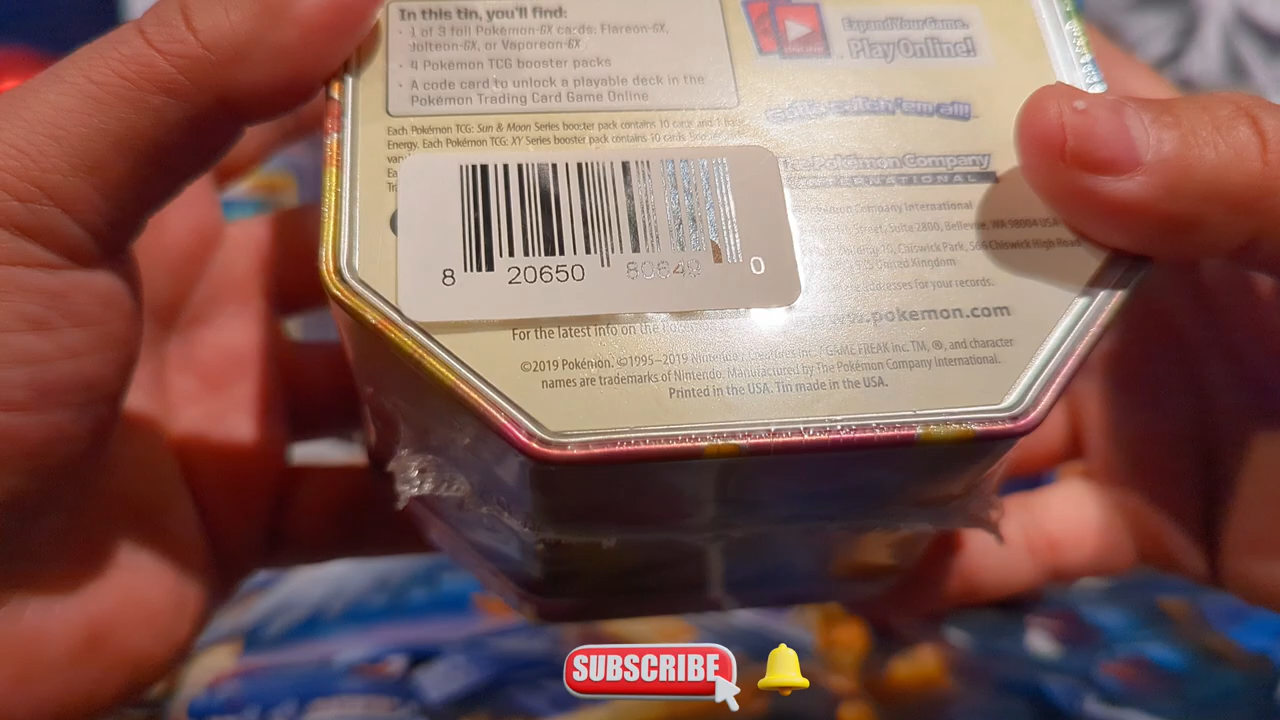 In this tin, you'll find:
· 1 of 3 foil Pokémon-GX cards: Flareon-GX,
Jolteon-GX, or Vaporeon-GX
· 4 Pokémon TCG booster packs
· A code card to unlock a playable deck in the
Pokémon Trading Card Game Online
Expand Your Game.
Play Online!
gotta catch 'em all!
Each Pokémon TCG: Sun & Moon Series booster pack contains 10 cards and 1
Energy. Each Pokémon TCG: XY Series booster pack contains 10 cards.
The Pokémon Company
INTERNATIONAL
Pokémon Company International
Street, Suite 2800, Bellevue, WA 98004 USA
10, Chiswick Park, 566 Chiswick High Road
United Kingdom
addresses for your records.
8 20650 80640 0
For the latest info on the Pokémon
www.pokemon.com
©2019 Pokémon. ©1995–2019 Nintendo / Creatures Inc. / GAME FREAK inc. TM, ®, and character
names are trademarks of Nintendo. Manufactured by The Pokémon Company International.
Printed in the USA. Tin made in the USA.
SUBSCRIBE